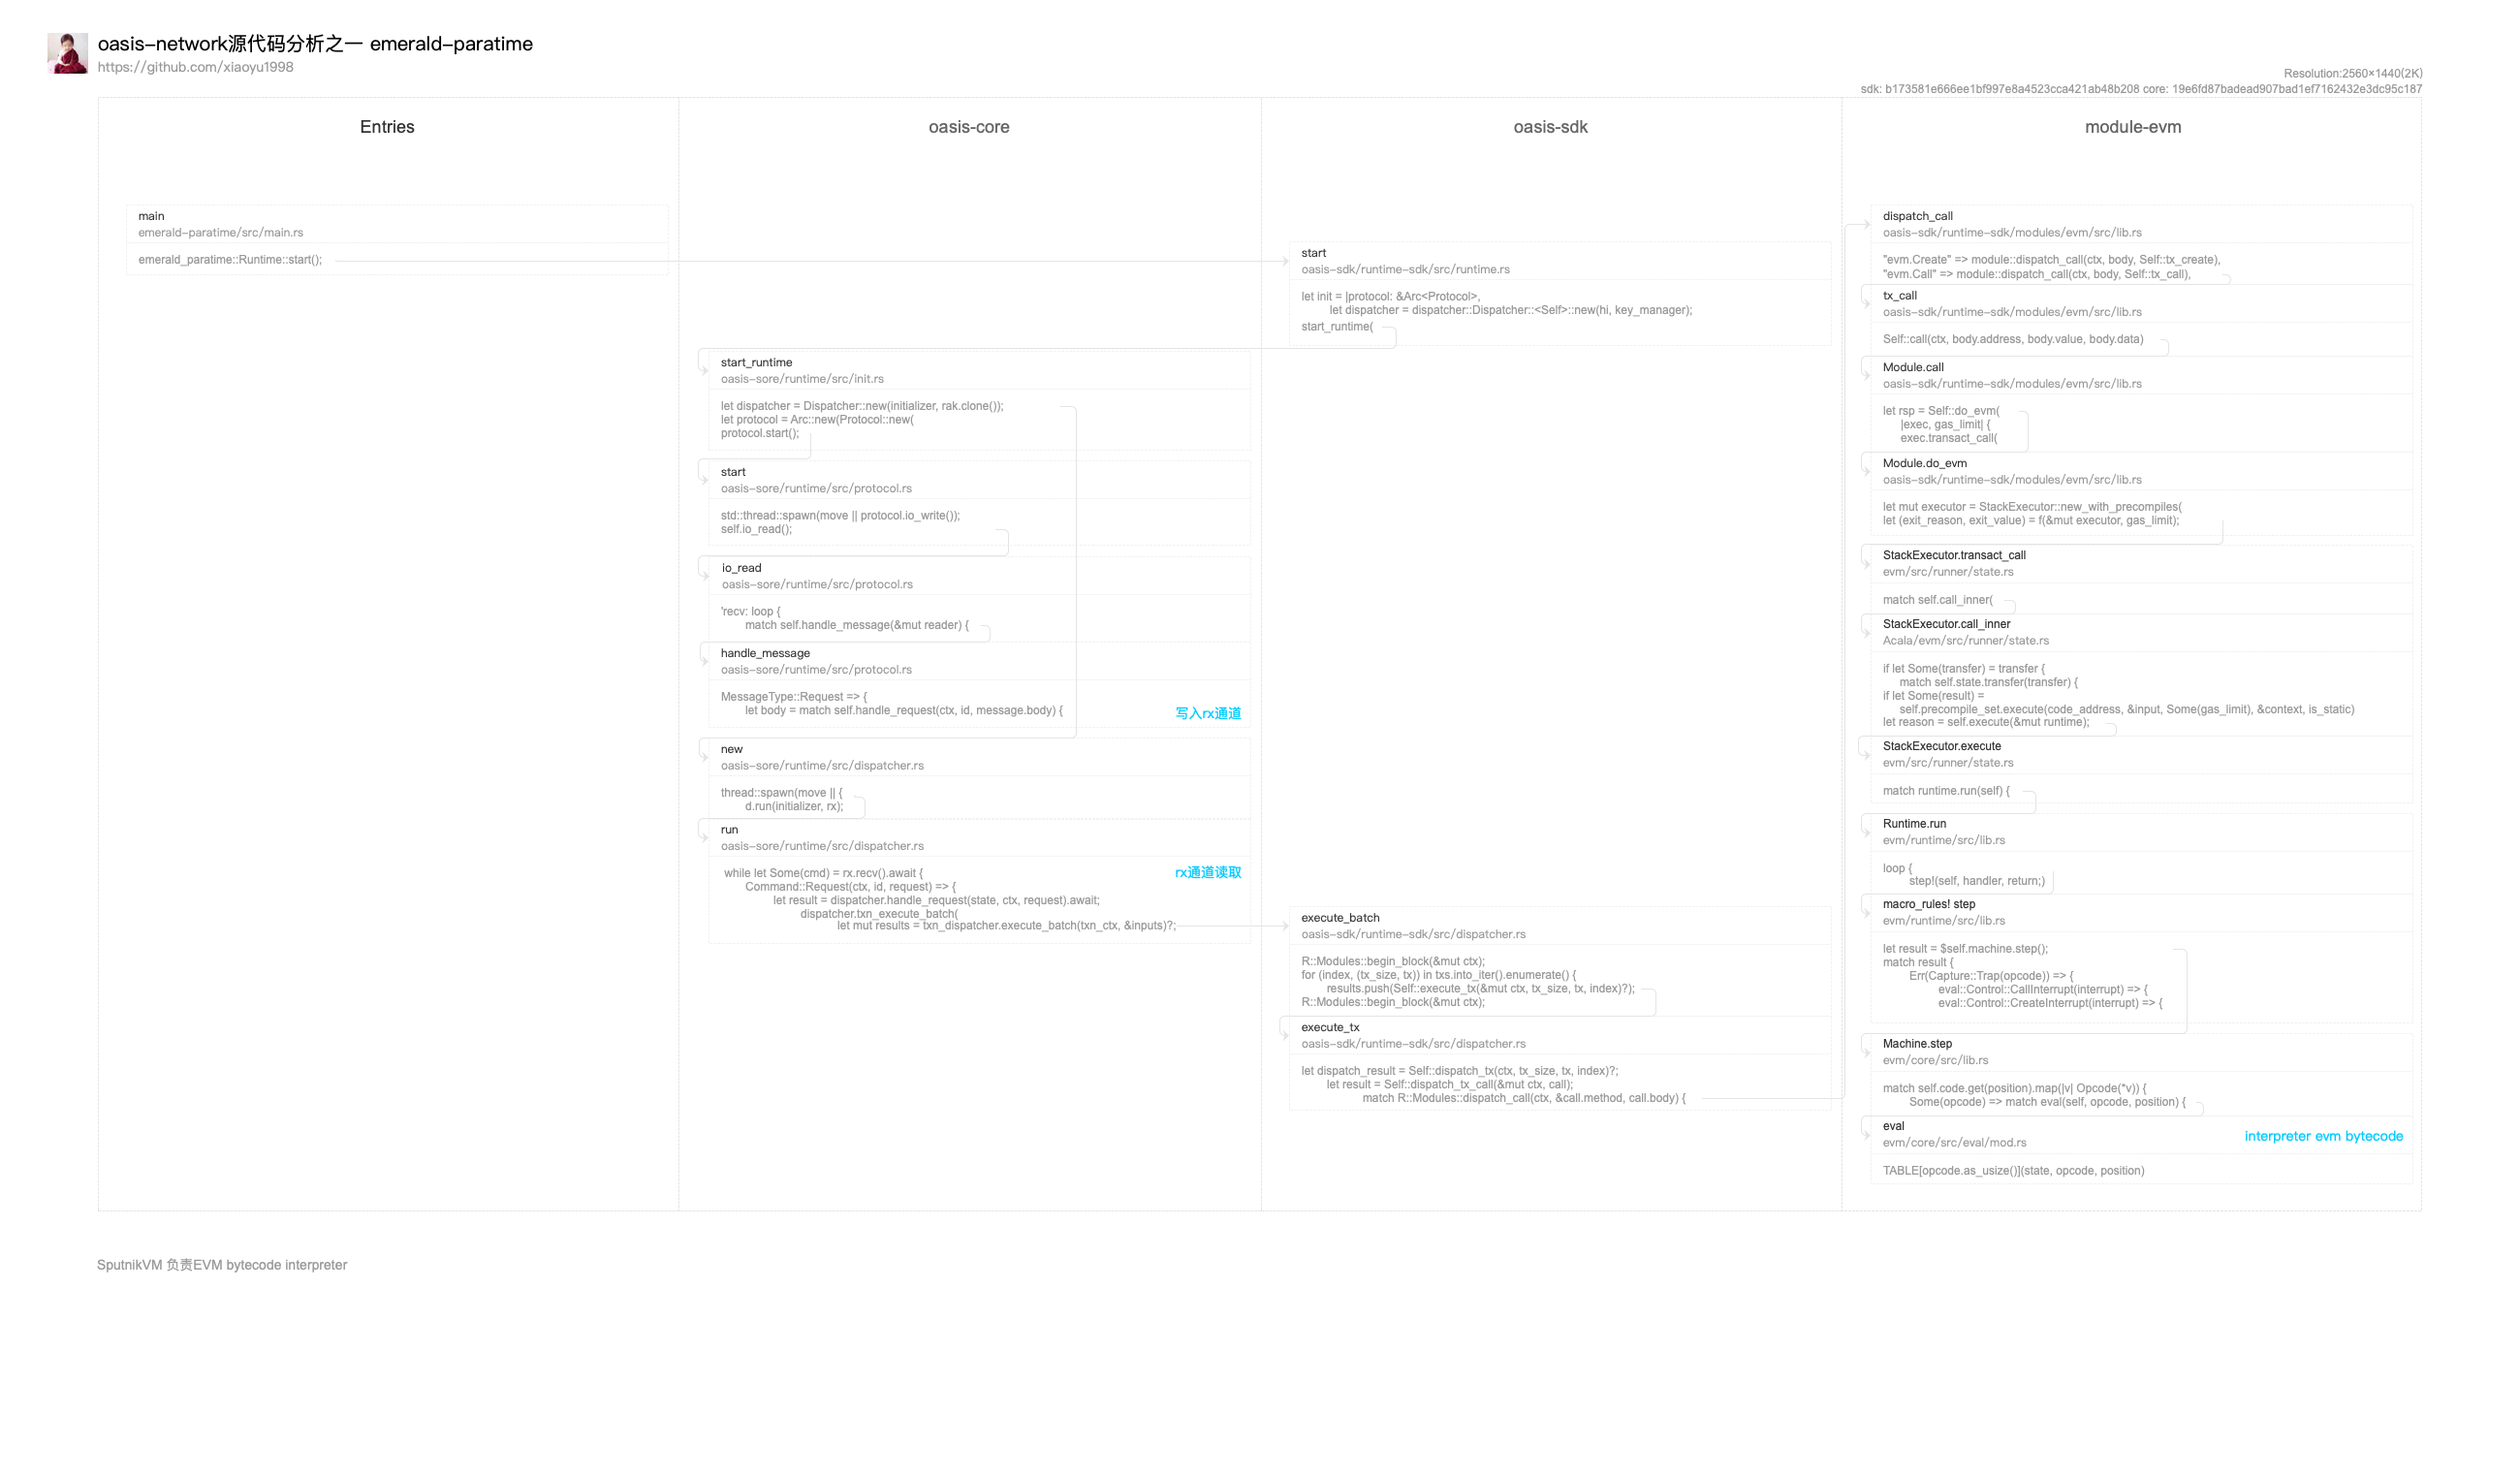 oasis-network源代码分析之一 emerald-paratime
https://github.com/xiaoyu1998
Resolution:2560×1440(2K)
sdk: b173581e666ee1bf997e8a4523cca421ab48b208 core: 19e6fd87badead907bad1ef7162432e3dc95c187
Entries
main
emerald-paratime/src/main.rs
emerald_paratime::Runtime::start();
oasis-core
start_runtime
oasis-sore/runtime/src/init.rs
let dispatcher = Dispatcher::new(initializer, rak.clone());
let protocol = Arc::new(Protocol::new(
protocol.start();
start
oasis-sore/runtime/src/protocol.rs
std::thread::spawn(move || protocol.io_write());
self.io_read();
io_read
oasis-sore/runtime/src/protocol.rs
'recv: loop {
match self.handle_message(&mut reader) {
handle_message
oasis-sore/runtime/src/protocol.rs
MessageType::Request => {
let body = match self.handle_request(ctx, id, message.body) {
写入rx通道
new
oasis-sore/runtime/src/dispatcher.rs
thread::spawn(move || {
d.run(initializer, rx);
run
oasis-sore/runtime/src/dispatcher.rs
rx通道读取
while let Some(cmd) = rx.recv().await {
Command::Request(ctx, id, request) => {
let result = dispatcher.handle_request(state, ctx, request).await;
dispatcher.txn_execute_batch(
let mut results = txn_dispatcher.execute_batch(txn_ctx, &inputs)?;
oasis-sdk
start
oasis-sdk/runtime-sdk/src/runtime.rs
let init = |protocol: &Arc<Protocol>,
let dispatcher = dispatcher::Dispatcher::<Self>::new(hi, key_manager);
start_runtime(
execute_batch
oasis-sdk/runtime-sdk/src/dispatcher.rs
R::Modules::begin_block(&mut ctx);
for (index, (tx_size, tx)) in txs.into_iter().enumerate() {
results.push(Self::execute_tx(&mut ctx, tx_size, tx, index)?);
R::Modules::begin_block(&mut ctx);
execute_tx
oasis-sdk/runtime-sdk/src/dispatcher.rs
let dispatch_result = Self::dispatch_tx(ctx, tx_size, tx, index)?;
let result = Self::dispatch_tx_call(&mut ctx, call);
match R::Modules::dispatch_call(ctx, &call.method, call.body) {
module-evm
dispatch_call
oasis-sdk/runtime-sdk/modules/evm/src/lib.rs
"evm.Create" => module::dispatch_call(ctx, body, Self::tx_create),
"evm.Call" => module::dispatch_call(ctx, body, Self::tx_call),
tx_call
oasis-sdk/runtime-sdk/modules/evm/src/lib.rs
Self::call(ctx, body.address, body.value, body.data)
Module.call
oasis-sdk/runtime-sdk/modules/evm/src/lib.rs
let rsp = Self::do_evm(
|exec, gas_limit| {
exec.transact_call(
Module.do_evm
oasis-sdk/runtime-sdk/modules/evm/src/lib.rs
let mut executor = StackExecutor::new_with_precompiles(
let (exit_reason, exit_value) = f(&mut executor, gas_limit);
StackExecutor.transact_call
evm/src/runner/state.rs
match self.call_inner(
StackExecutor.call_inner
Acala/evm/src/runner/state.rs
if let Some(transfer) = transfer {
match self.state.transfer(transfer) {
if let Some(result) =
self.precompile_set.execute(code_address, &input, Some(gas_limit), &context, is_static)
let reason = self.execute(&mut runtime);
StackExecutor.execute
evm/src/runner/state.rs
match runtime.run(self) {
Runtime.run
evm/runtime/src/lib.rs
loop {
step!(self, handler, return;)
macro_rules! step
evm/runtime/src/lib.rs
let result = $self.machine.step();
match result {
Err(Capture::Trap(opcode)) => {
eval::Control::CallInterrupt(interrupt) => {
eval::Control::CreateInterrupt(interrupt) => {
Machine.step
evm/core/src/lib.rs
match self.code.get(position).map(|v| Opcode(*v)) {
Some(opcode) => match eval(self, opcode, position) {
eval
evm/core/src/eval/mod.rs
interpreter evm bytecode
TABLE[opcode.as_usize()](state, opcode, position)
SputnikVM 负责EVM bytecode interpreter